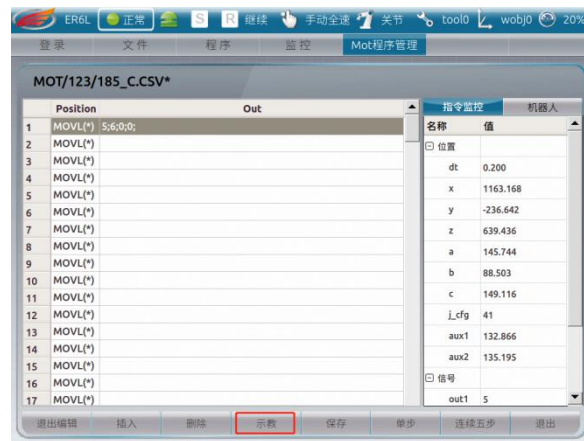 ER6L 正常 S R 继续 手动全速 关节 tool0 wobj0 20%
登录 文件 程序 监控 Mot程序管理
MOT/123/185_C.CSV*
Position Out
1 MOVL(*) 5;6;0;0;
2 MOVL(*)
3 MOVL(*)
4 MOVL(*)
5 MOVL(*)
6 MOVL(*)
7 MOVL(*)
8 MOVL(*)
9 MOVL(*)
10 MOVL(*)
11 MOVL(*)
12 MOVL(*)
13 MOVL(*)
14 MOVL(*)
15 MOVL(*)
16 MOVL(*)
17 MOVL(*)
指令监控 机器人
名称 值
位置
dt 0.200
x 1163.168
y -236.642
z 639.436
a 145.744
b 88.503
c 149.116
j_cfg 41
aux1 132.866
aux2 135.195
信号
out1 5
退出编辑 插入 删除 示教 保存 单步 连续五步 退出